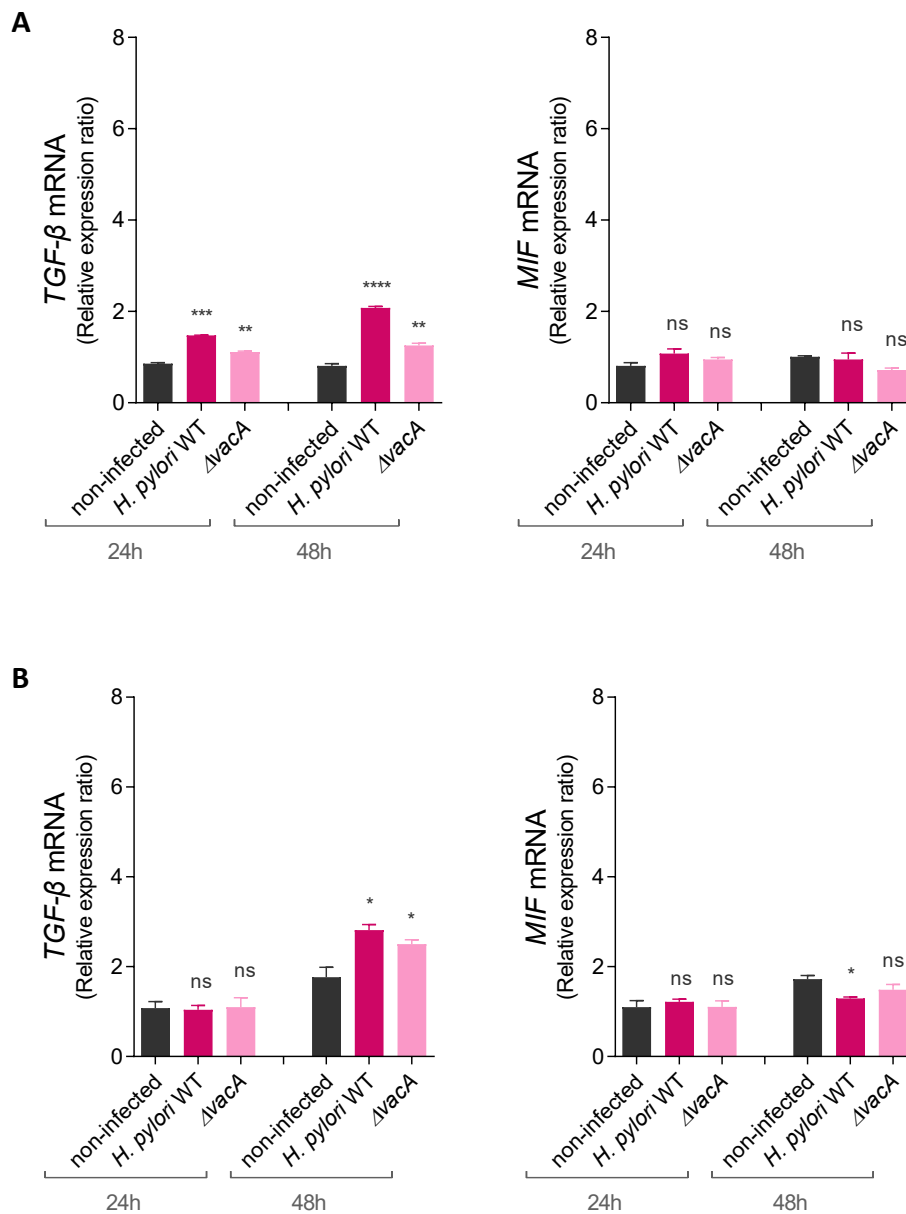 A
TGF-β mRNA
(Relative expression ratio)
8
6
4
2
0
***
**
****
**
non-infected
H. pylori WT
ΔvacA
non-infected
H. pylori WT
ΔvacA
24h
48h
MIF mRNA
(Relative expression ratio)
8
6
4
2
0
ns
ns
ns
ns
non-infected
H. pylori WT
ΔvacA
non-infected
H. pylori WT
ΔvacA
24h
48h
B
TGF-β mRNA
(Relative expression ratio)
8
6
4
2
0
ns
ns
*
*
non-infected
H. pylori WT
ΔvacA
non-infected
H. pylori WT
ΔvacA
24h
48h
MIF mRNA
(Relative expression ratio)
8
6
4
2
0
ns
ns
*
ns
non-infected
H. pylori WT
ΔvacA
non-infected
H. pylori WT
ΔvacA
24h
48h